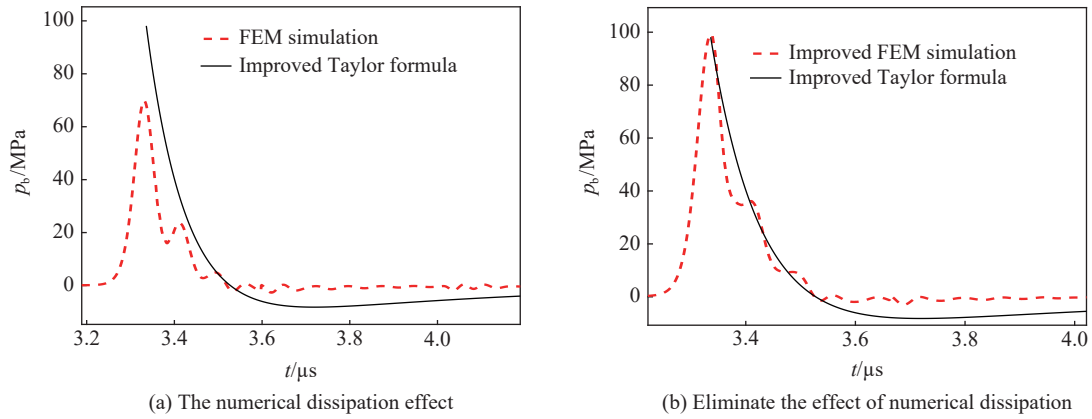 100
80
60
40
20
0
3.2
3.4
3.6
3.8
4.0
p_b/MPa
t/μs
FEM simulation
Improved Taylor formula
(a) The numerical dissipation effect
100
80
60
40
20
0
3.4
3.6
3.8
4.0
p_b/MPa
t/μs
Improved FEM simulation
Improved Taylor formula
(b) Eliminate the effect of numerical dissipation